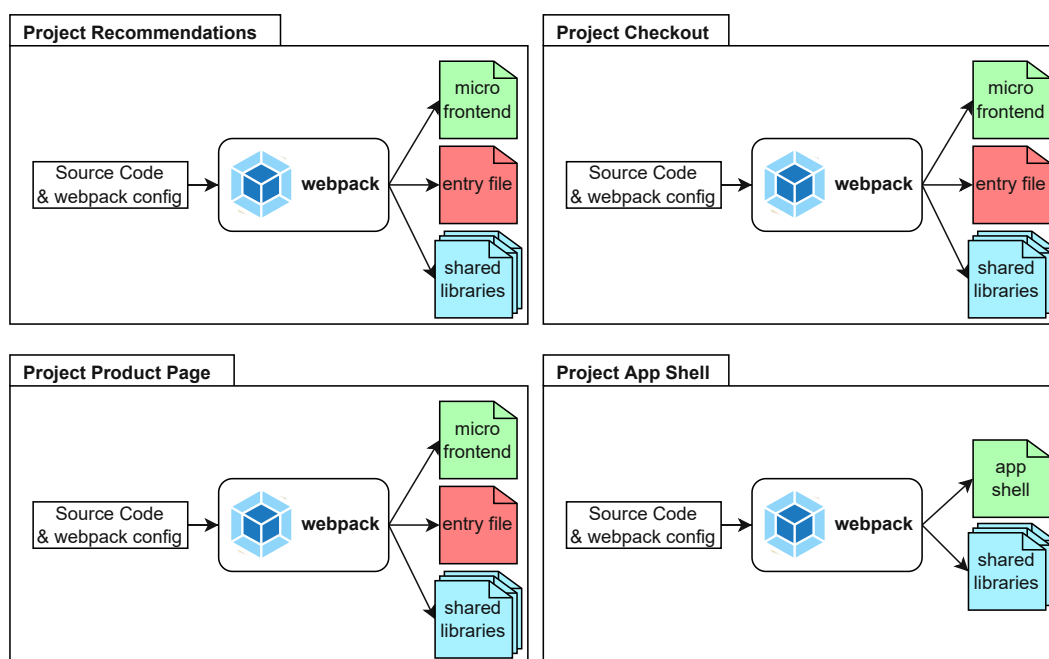 Project Recommendations
Source Code
& webpack config
webpack
micro
frontend
entry file
shared
libraries
Project Checkout
Source Code
& webpack config
webpack
micro
frontend
entry file
shared
libraries
Project Product Page
Source Code
& webpack config
webpack
micro
frontend
entry file
shared
libraries
Project App Shell
Source Code
& webpack config
webpack
app
shell
shared
libraries